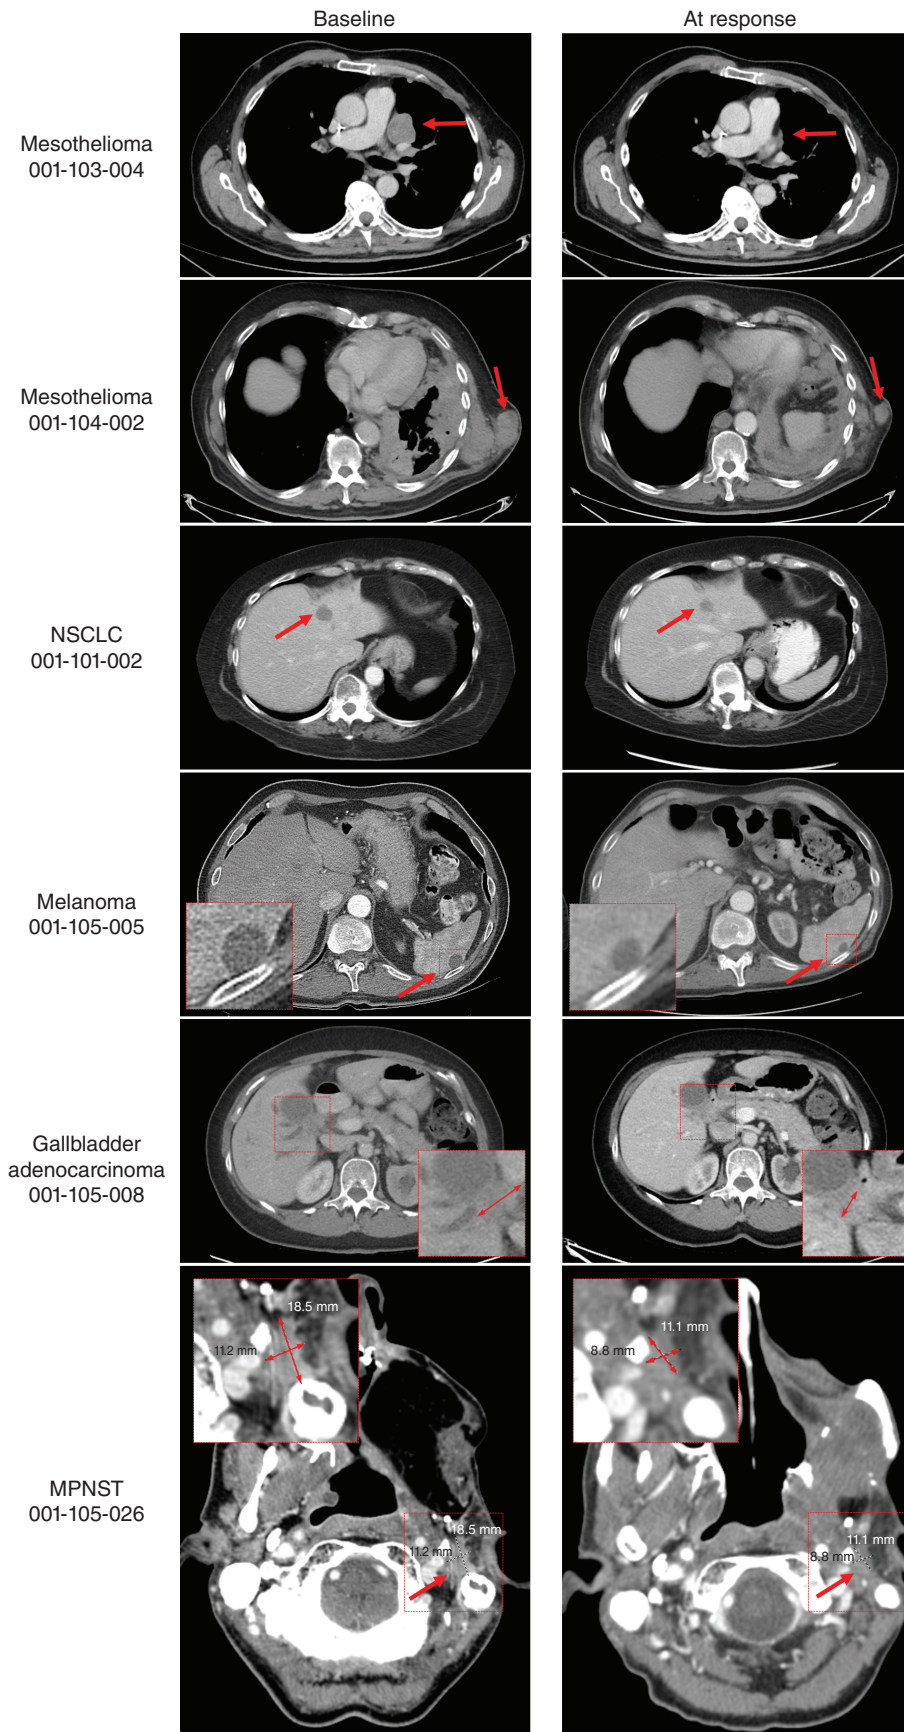 Baseline
At response
Mesothelioma
001-103-004
Mesothelioma
001-104-002
NSCLC
001-101-002
Melanoma
001-105-005
Gallbladder
adenocarcinoma
001-105-008
MPNST
001-105-026
18.5 mm
11.2 mm
11.1 mm
8.8 mm
18.5 mm
11.2 mm
11.1 mm
8.8 mm